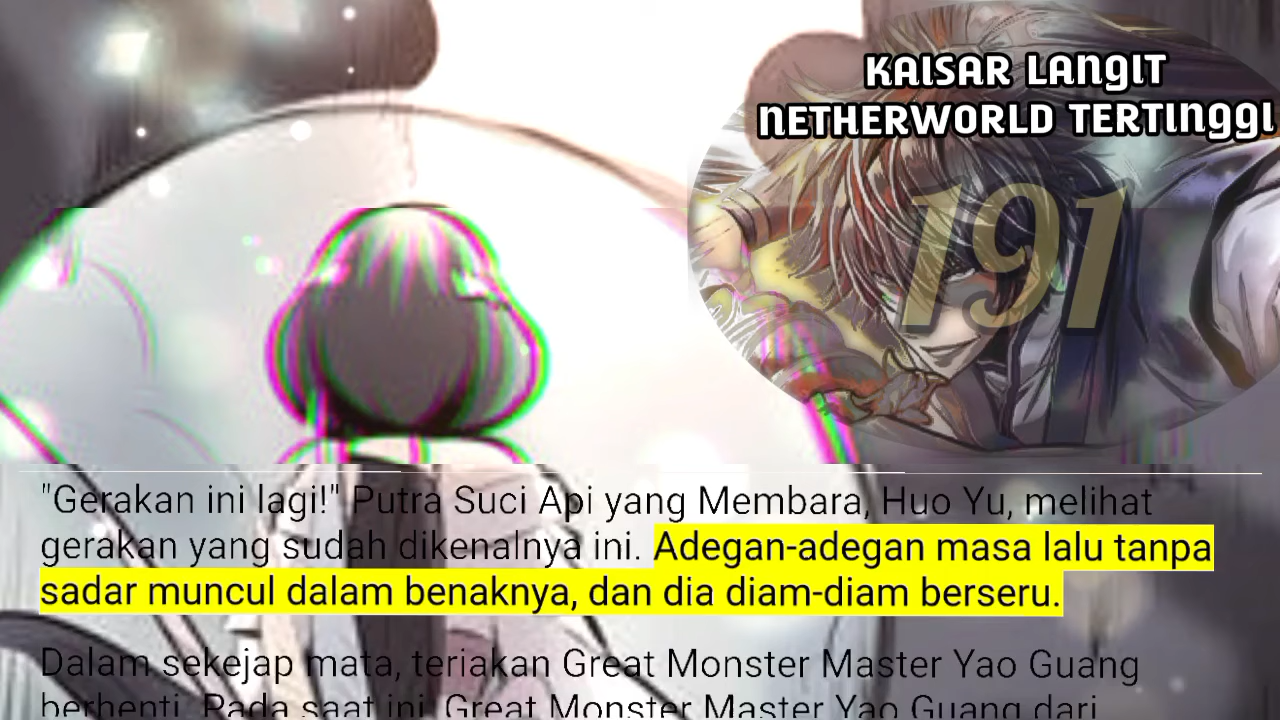 KAISAR LANGIT
NETHERWORLD TERTINGGI
191
"Gerakan ini lagi!" Putra Suci Api yang Membara, Huo Yu, melihat
gerakan yang sudah dikenalnya ini. Adegan-adegan masa lalu tanpa
sadar muncul dalam benaknya, dan dia diam-diam berseru.
Dalam sekejap mata, teriakan Great Monster Master Yao Guang
berhenti. Pada saat ini, Great Monster Master Yao Guang dari